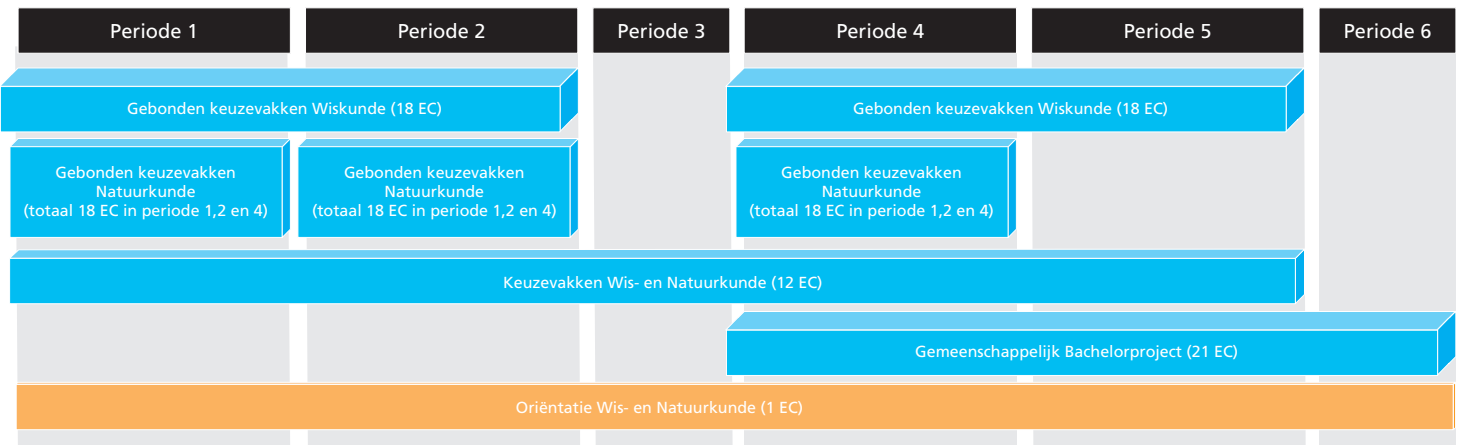 Periode 1
Periode 2
Periode 3
Periode 4
Periode 5
Periode 6
Gebonden keuzevakken Wiskunde (18 EC)
Gebonden keuzevakken Wiskunde (18 EC)
Gebonden keuzevakken
Natuurkunde
(totaal 18 EC in periode 1,2 en 4)
Gebonden keuzevakken
Natuurkunde
(totaal 18 EC in periode 1,2 en 4)
Gebonden keuzevakken
Natuurkunde
(totaal 18 EC in periode 1,2 en 4)
Keuzevakken Wis- en Natuurkunde (12 EC)
Gemeenschappelijk Bachelorproject (21 EC)
Oriëntatie Wis- en Natuurkunde (1 EC)